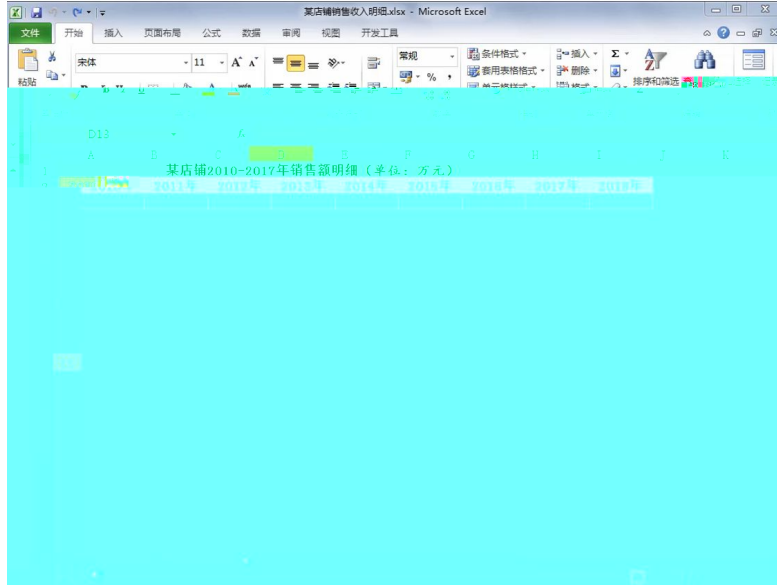 某店铺销售收入明细.xlsx - Microsoft Excel
文件 开始 插入 页面布局 公式 数据 审阅 视图 开发工具
宋体 11 A A 常规 条件格式 插入 Σ
粘贴 % , 套用表格格式 删除 排序和筛选
D13 fx
A B C D E F G H I J K
某店铺2010-2017年销售额明细（单位：万元）
2011年 2012年 2013年 2014年 2015年 2016年 2017年 2018年